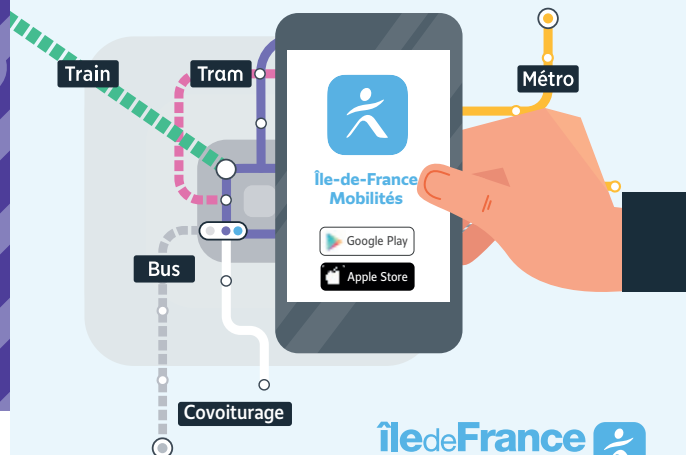 Train
Tram
Métro
Île-de-France
Mobilités
Google Play
Apple Store
Bus
Covoiturage
îledeFrance